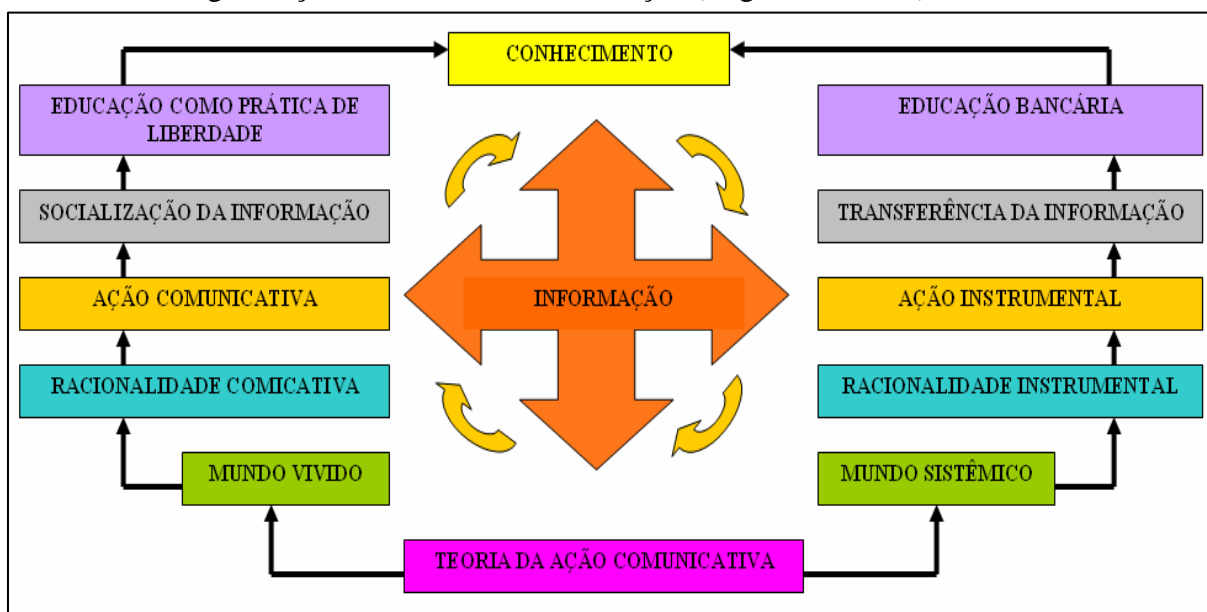 CONHECIMENTO
EDUCAÇÃO COMO PRÁTICA DE
LIBERDADE
EDUCAÇÃO BANCÁRIA
SOCIALIZAÇÃO DA INFORMAÇÃO
TRANSFERÊNCIA DA INFORMAÇÃO
AÇÃO COMUNICATIVA
INFORMAÇÃO
AÇÃO INSTRUMENTAL
RACIONALIDADE COMICATIVA
RACIONALIDADE INSTRUMENTAL
MUNDO VIVIDO
MUNDO SISTÊMICO
TEORIA DA AÇÃO COMUNICATIVA